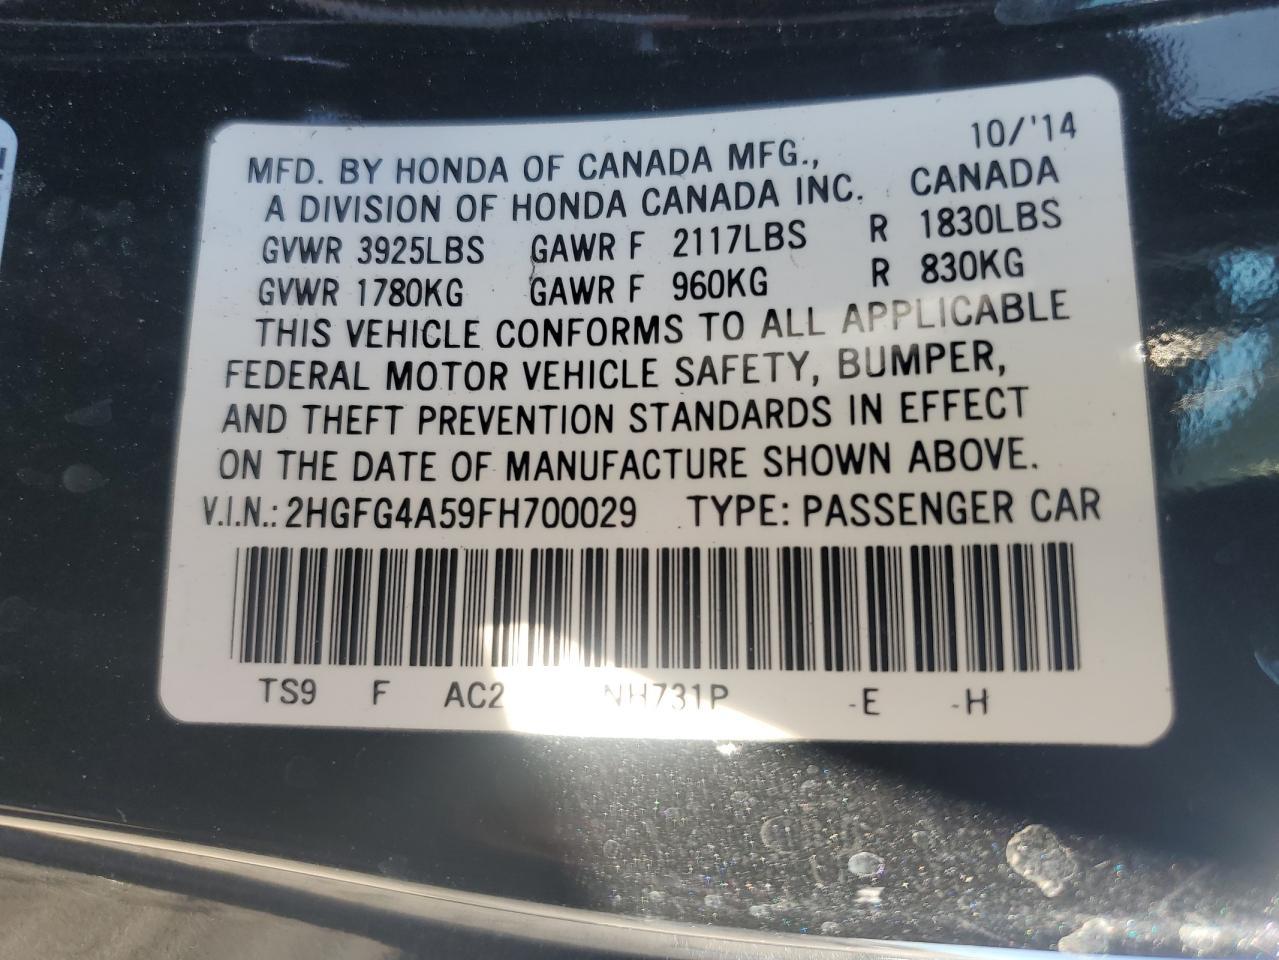 10/'14
MFD. BY HONDA OF CANADA MFG.,
A DIVISION OF HONDA CANADA INC. CANADA
GVWR 3925LBS GAWR F 2117LBS R 1830LBS
GVWR 1780KG GAWR F 960KG R 830KG
THIS VEHICLE CONFORMS TO ALL APPLICABLE
FEDERAL MOTOR VEHICLE SAFETY, BUMPER,
AND THEFT PREVENTION STANDARDS IN EFFECT
ON THE DATE OF MANUFACTURE SHOWN ABOVE.
V.I.N.: 2HGFG4A59FH700029 TYPE: PASSENGER CAR
TS9 F AC2 NH731P -E -H